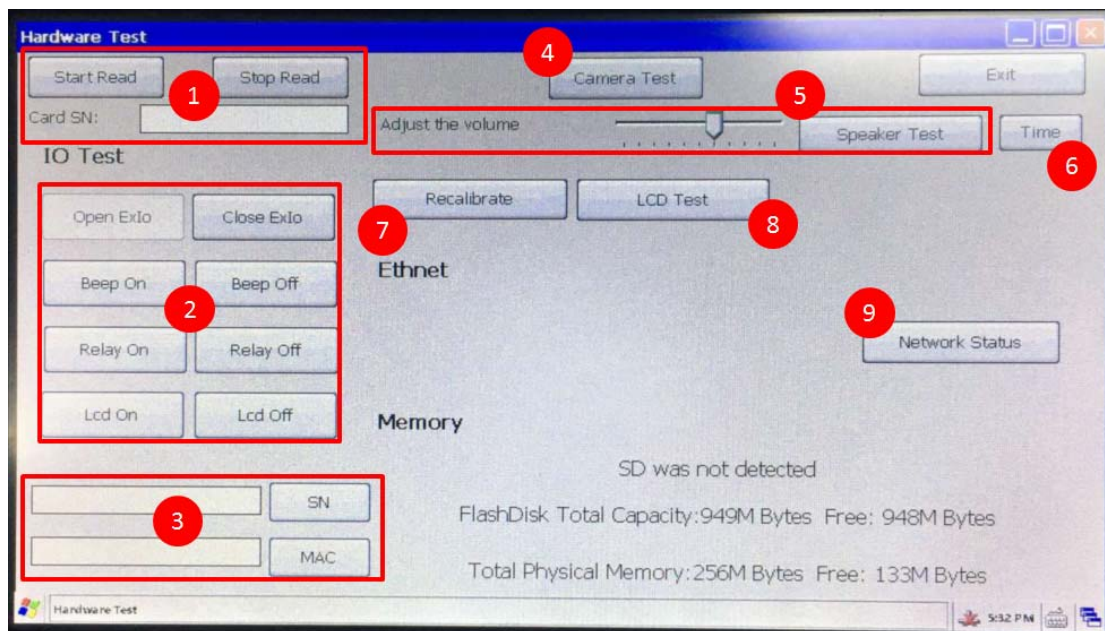 Hardware Test
Start Read
Stop Read
1
Card SN:
4
Camera Test
Exit
Adjust the volume
5
Speaker Test
Time
6
IO Test
Open ExIo
Close ExIo
Beep On
Beep Off
2
Relay On
Relay Off
Lcd On
Lcd Off
3
SN
MAC
Recalibrate
7
LCD Test
8
Ethnet
9
Network Status
Memory
SD was not detected
FlashDisk Total Capacity:949M Bytes Free: 948M Bytes
Total Physical Memory:256M Bytes Free: 133M Bytes
Hardware Test
5:32 PM